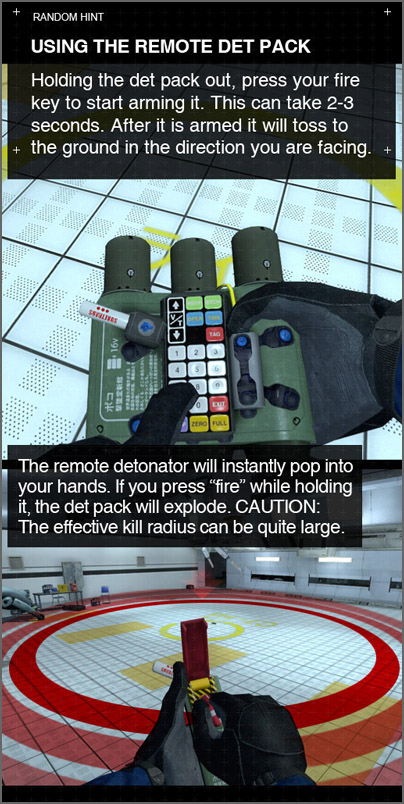 RANDOM HINT
USING THE REMOTE DET PACK
Holding the det pack out, press your fire
key to start arming it. This can take 2-3
seconds. After it is armed it will toss to
the ground in the direction you are facing.
TAG
1
EXIT
ZERO FULL
The remote detonator will instantly pop into
your hands. If you press “fire” while holding
it, the det pack will explode. CAUTION:
The effective kill radius can be quite large.